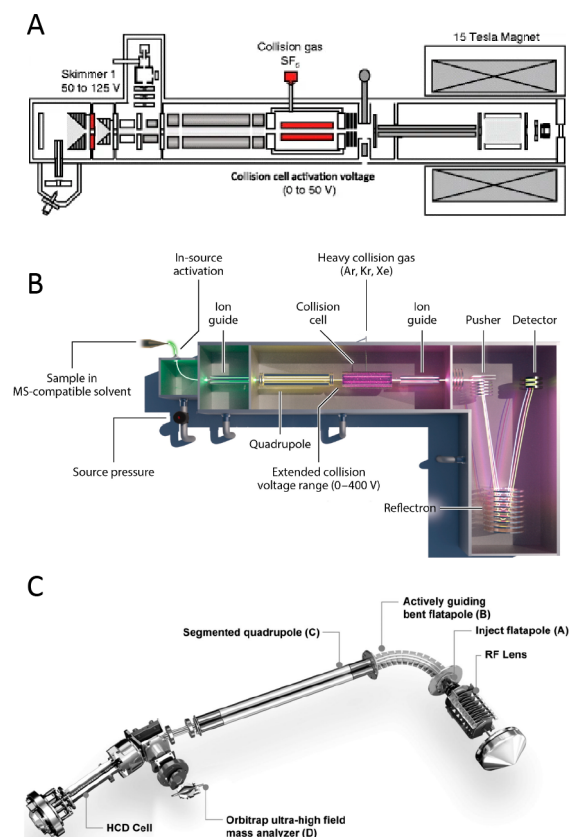 A
Skimmer 1
50 to 125 V
Collision gas
SF6
15 Tesla Magnet
Collision cell activation voltage
(0 to 50 V)
B
In-source
activation
Heavy collision gas
(Ar, Kr, Xe)
Ion
guide
Collision
cell
Ion
guide
Pusher
Detector
Sample in
MS-compatible solvent
Quadrupole
Source pressure
Extended collision
voltage range (0–400 V)
Reflectron
C
Actively guiding
bent flatapole (B)
Segmented quadrupole (C)
Inject flatapole (A)
RF Lens
HCD Cell
Orbitrap ultra-high field
mass analyzer (D)